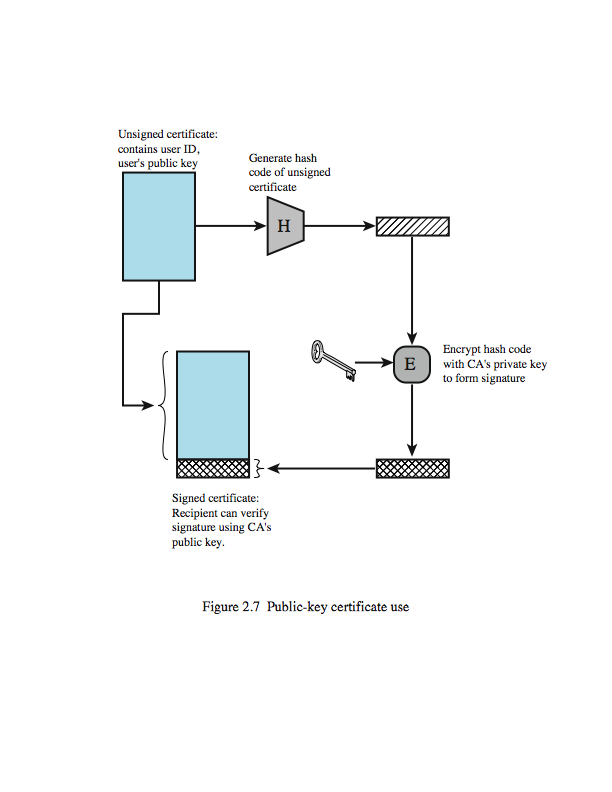 Unsigned certificate:
contains user ID,
user's public key
Generate hash
code of unsigned
certificate
H
E
Encrypt hash code
with CA's private key
to form signature
Signed certificate:
Recipient can verify
signature using CA's
public key.
Figure 2.7 Public-key certificate use